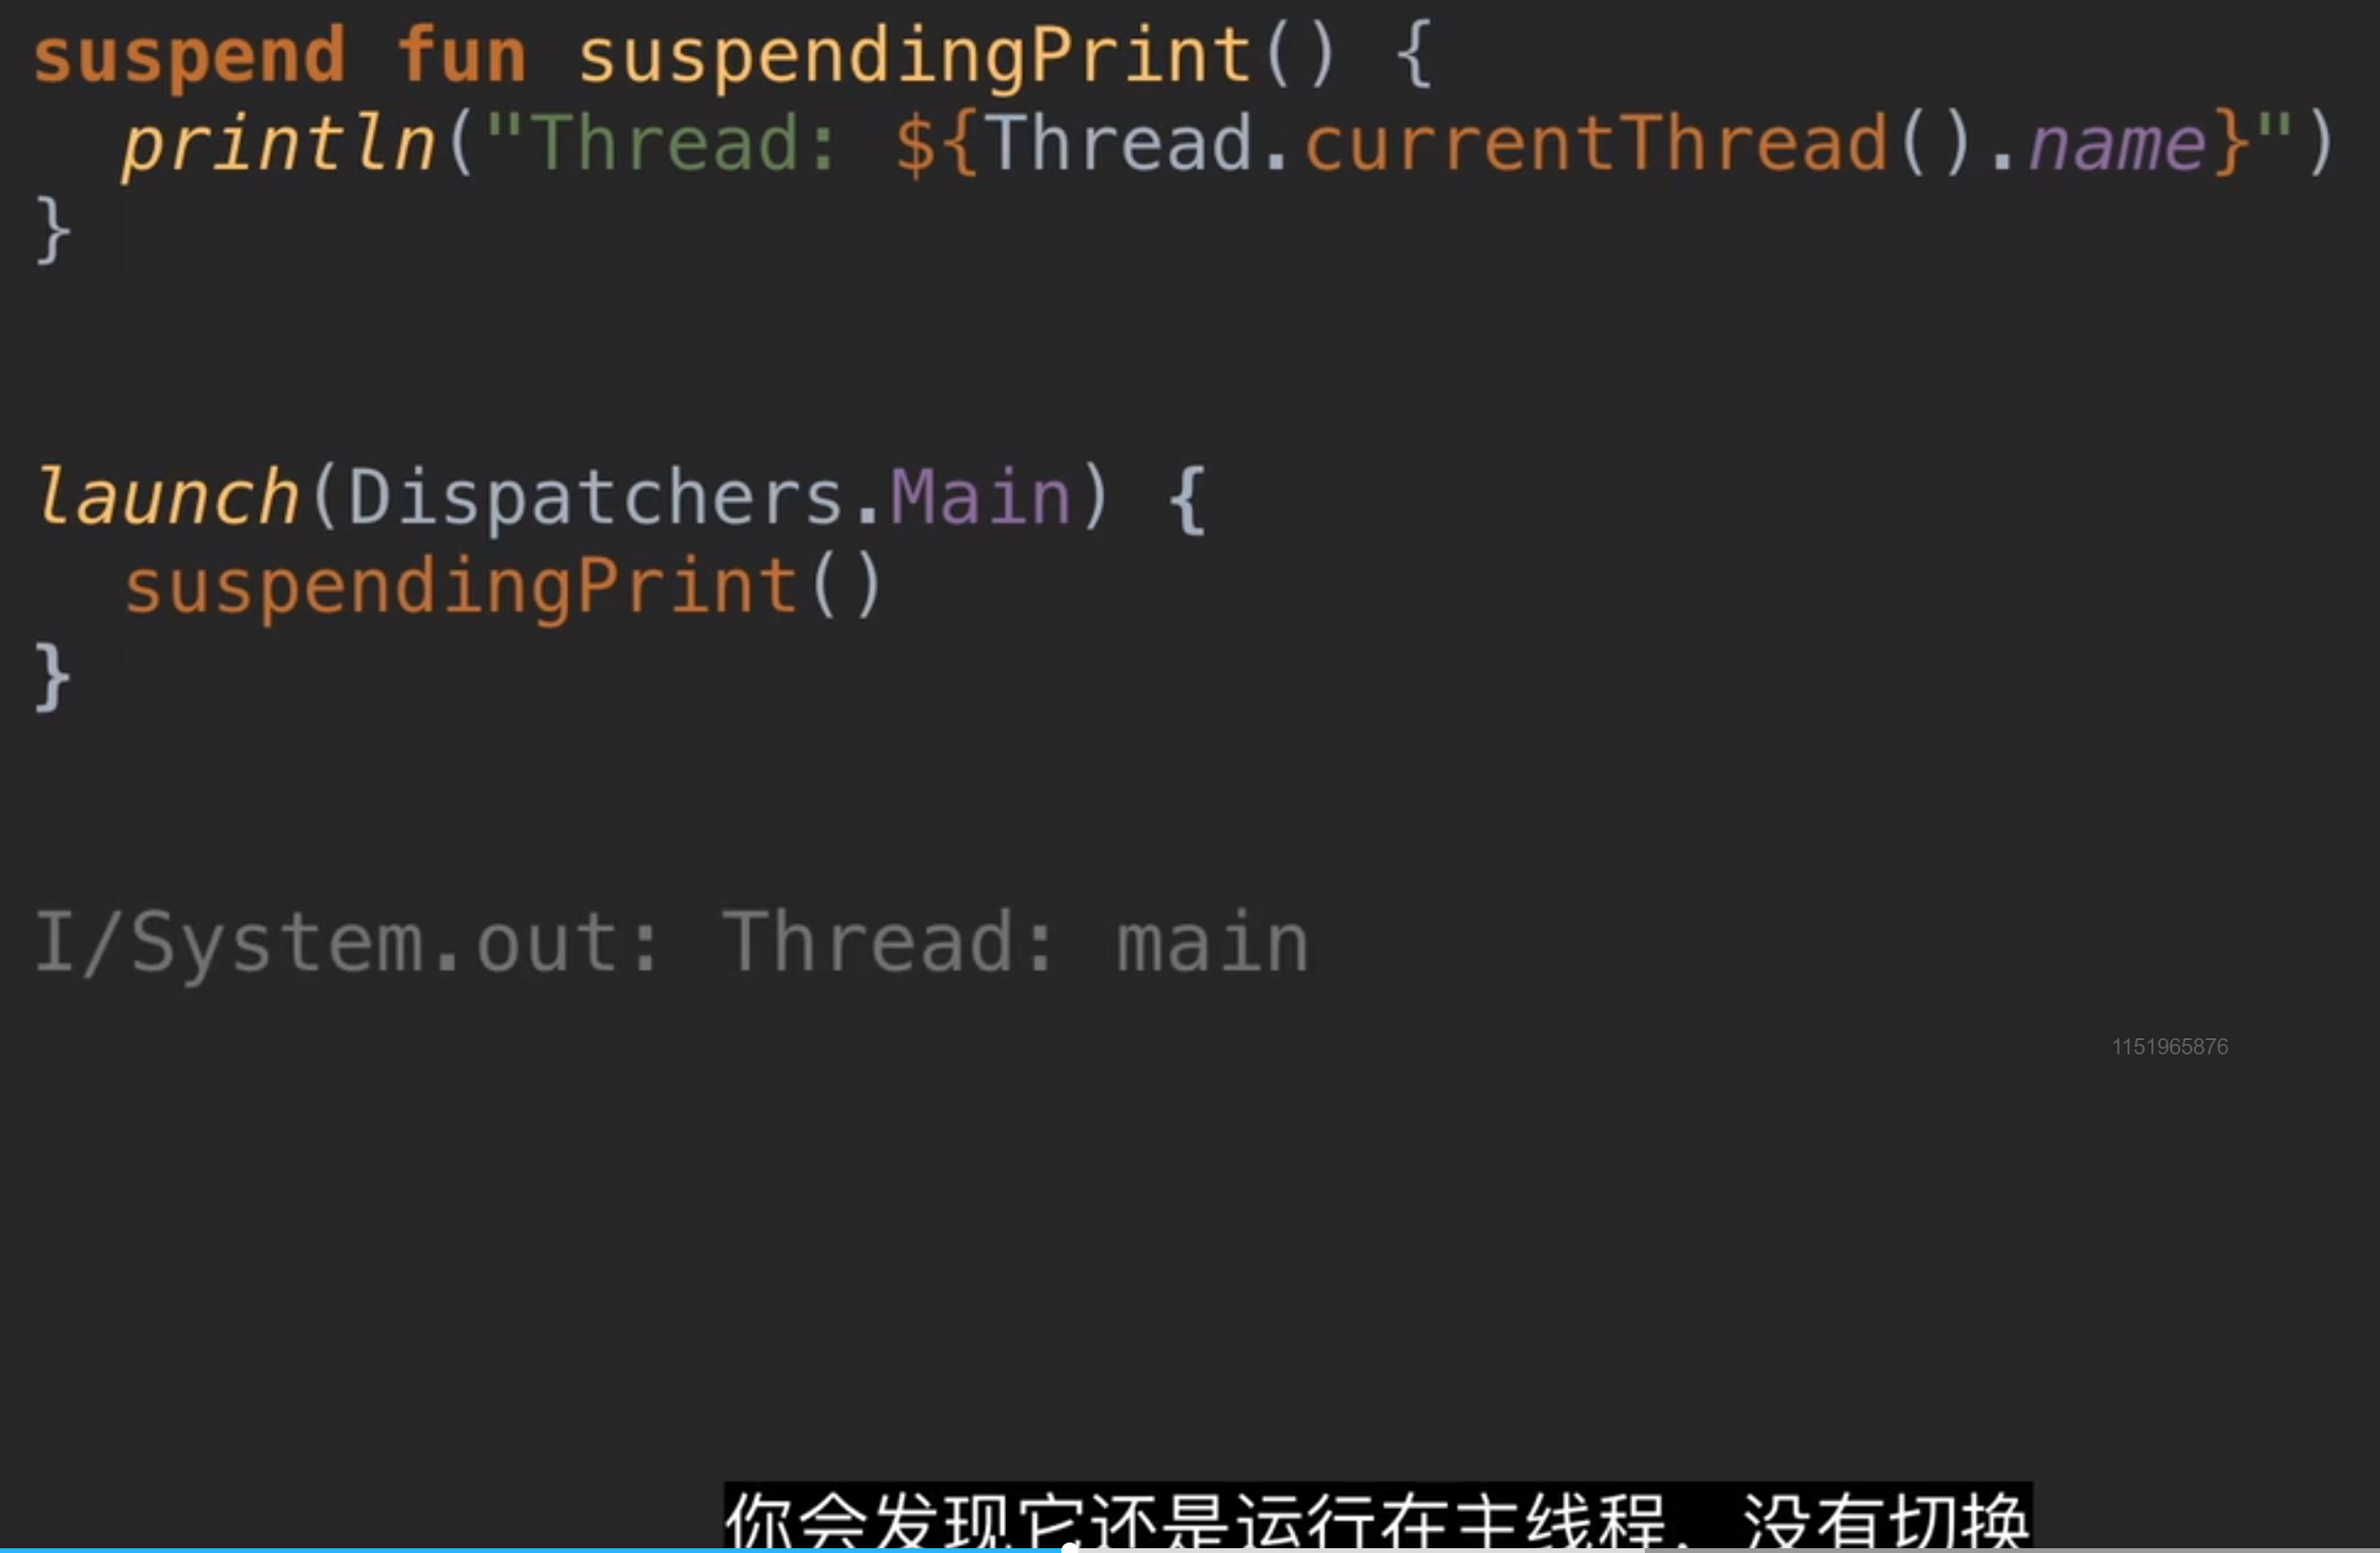 suspend fun suspendingPrint() {
  println("Thread: ${Thread.currentThread().name}")
}
launch(Dispatchers.Main) {
  suspendingPrint()
}
I/System.out: Thread: main
1151965876
你会发现它还是运行在主线程，没有切换